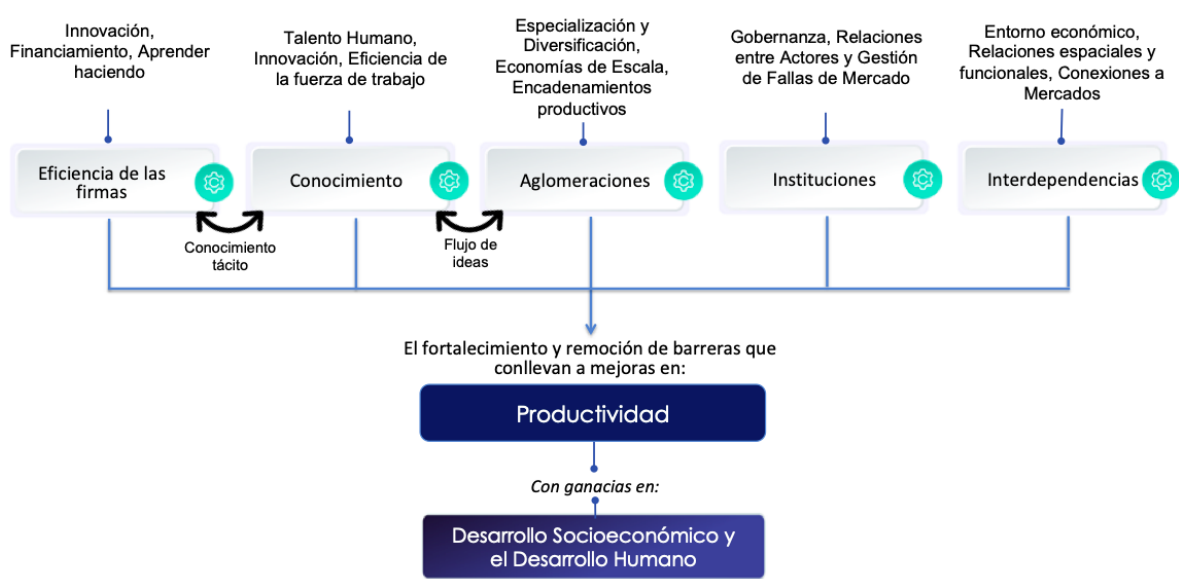 Innovación,
Financiamiento, Aprender
haciendo
Talento Humano,
Innovación, Eficiencia de
la fuerza de trabajo
Especialización y
Diversificación,
Economías de Escala,
Encadenamientos
productivos
Gobernanza, Relaciones
entre Actores y Gestión
de Fallas de Mercado
Entorno económico,
Relaciones espaciales y
funcionales, Conexiones a
Mercados
Eficiencia de las
firmas
Conocimiento
Aglomeraciones
Instituciones
Interdependencias
Conocimiento
tácito
Flujo de
ideas
El fortalecimiento y remoción de barreras que
conllevan a mejoras en:
Productividad
Con ganacias en:
Desarrollo Socioeconómico y
el Desarrollo Humano